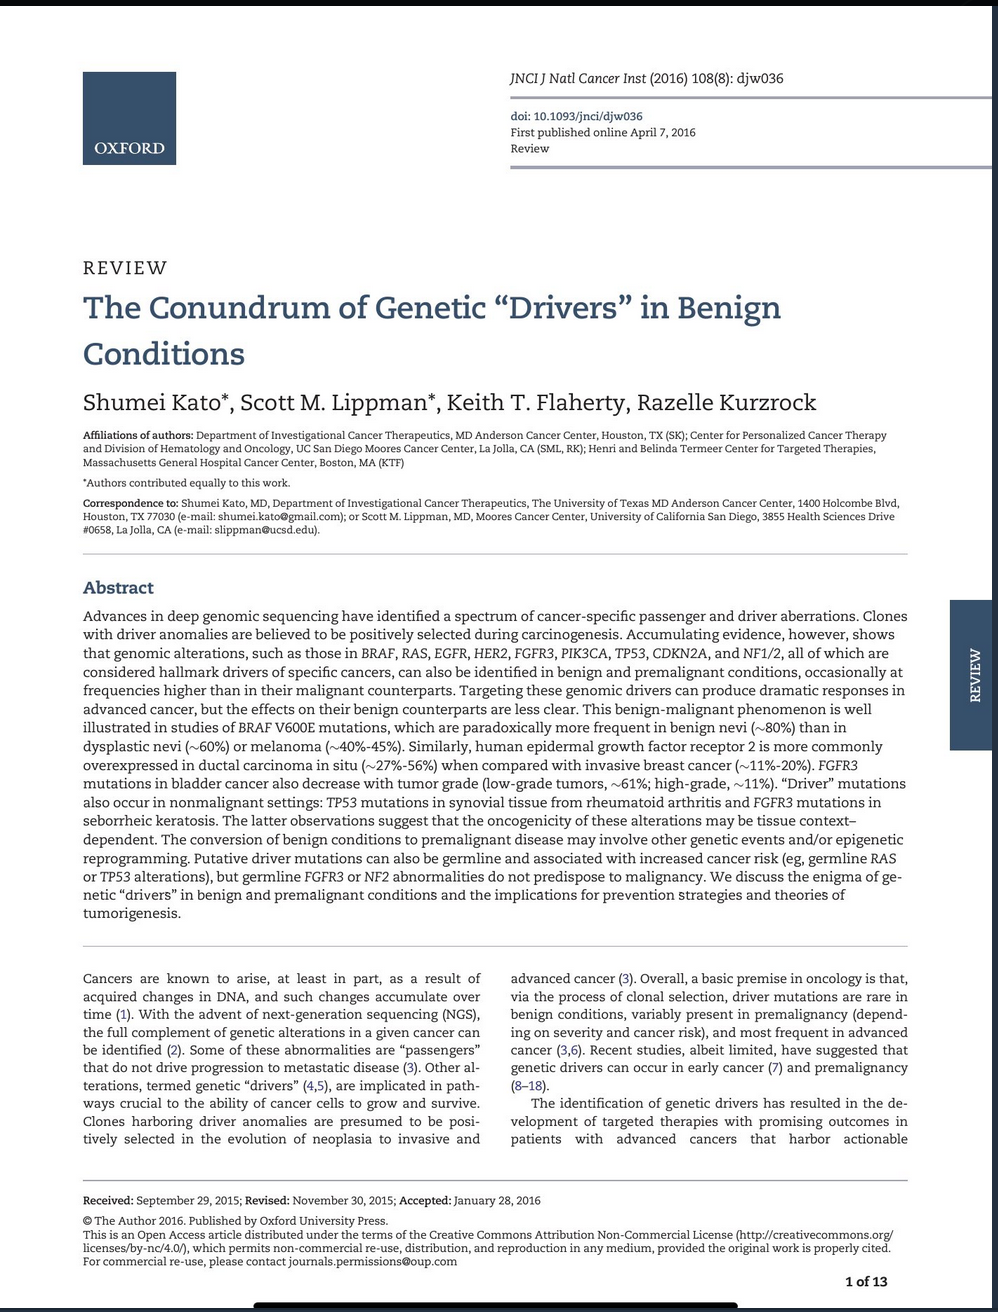 OXFORD
JNCI J Natl Cancer Inst (2016) 108(8): djw036
doi: 10.1093/jnci/djw036
First published online April 7, 2016
Review
REVIEW
The Conundrum of Genetic “Drivers” in Benign
Conditions
Shumei Kato*, Scott M. Lippman*, Keith T. Flaherty, Razelle Kurzrock
Affiliations of authors: Department of Investigational Cancer Therapeutics, MD Anderson Cancer Center, Houston, TX (SK); Center for Personalized Cancer Therapy
and Division of Hematology and Oncology, UC San Diego Moores Cancer Center, La Jolla, CA (SML, RK); Henri and Belinda Termeer Center for Targeted Therapies,
Massachusetts General Hospital Cancer Center, Boston, MA (KTF)
*Authors contributed equally to this work.
Correspondence to: Shumei Kato, MD, Department of Investigational Cancer Therapeutics, The University of Texas MD Anderson Cancer Center, 1400 Holcombe Blvd,
Houston, TX 77030 (e-mail: shumei.kato@gmail.com); or Scott M. Lippman, MD, Moores Cancer Center, University of California San Diego, 3855 Health Sciences Drive
#0658, La Jolla, CA (e-mail: slippman@ucsd.edu).
Abstract
Advances in deep genomic sequencing have identified a spectrum of cancer-specific passenger and driver aberrations. Clones
with driver anomalies are believed to be positively selected during carcinogenesis. Accumulating evidence, however, shows
that genomic alterations, such as those in BRAF, RAS, EGFR, HER2, FGFR3, PIK3CA, TP53, CDKN2A, and NF1/2, all of which are
considered hallmark drivers of specific cancers, can also be identified in benign and premalignant conditions, occasionally at
frequencies higher than in their malignant counterparts. Targeting these genomic drivers can produce dramatic responses in
advanced cancer, but the effects on their benign counterparts are less clear. This benign-malignant phenomenon is well
illustrated in studies of BRAF V600E mutations, which are paradoxically more frequent in benign nevi (∼80%) than in
dysplastic nevi (∼60%) or melanoma (∼40%-45%). Similarly, human epidermal growth factor receptor 2 is more commonly
overexpressed in ductal carcinoma in situ (∼27%-56%) when compared with invasive breast cancer (∼11%-20%). FGFR3
mutations in bladder cancer also decrease with tumor grade (low-grade tumors, ∼61%; high-grade, ∼11%). “Driver” mutations
also occur in nonmalignant settings: TP53 mutations in synovial tissue from rheumatoid arthritis and FGFR3 mutations in
seborrheic keratosis. The latter observations suggest that the oncogenicity of these alterations may be tissue context–
dependent. The conversion of benign conditions to premalignant disease may involve other genetic events and/or epigenetic
reprogramming. Putative driver mutations can also be germline and associated with increased cancer risk (eg, germline RAS
or TP53 alterations), but germline FGFR3 or NF2 abnormalities do not predispose to malignancy. We discuss the enigma of ge-
netic “drivers” in benign and premalignant conditions and the implications for prevention strategies and theories of
tumorigenesis.
REVIEW
Cancers are known to arise, at least in part, as a result of
acquired changes in DNA, and such changes accumulate over
time (1). With the advent of next-generation sequencing (NGS),
the full complement of genetic alterations in a given cancer can
be identified (2). Some of these abnormalities are “passengers”
that do not drive progression to metastatic disease (3). Other al-
terations, termed genetic “drivers” (4,5), are implicated in path-
ways crucial to the ability of cancer cells to grow and survive.
Clones harboring driver anomalies are presumed to be posi-
tively selected in the evolution of neoplasia to invasive and
advanced cancer (3). Overall, a basic premise in oncology is that,
via the process of clonal selection, driver mutations are rare in
benign conditions, variably present in premalignancy (depend-
ing on severity and cancer risk), and most frequent in advanced
cancer (3,6). Recent studies, albeit limited, have suggested that
genetic drivers can occur in early cancer (7) and premalignancy
(8–18).
The identification of genetic drivers has resulted in the de-
velopment of targeted therapies with promising outcomes in
patients with advanced cancers that harbor actionable
Received: September 29, 2015; Revised: November 30, 2015; Accepted: January 28, 2016
© The Author 2016. Published by Oxford University Press.
This is an Open Access article distributed under the terms of the Creative Commons Attribution Non-Commercial License (http://creativecommons.org/
licenses/by-nc/4.0/), which permits non-commercial re-use, distribution, and reproduction in any medium, provided the original work is properly cited.
For commercial re-use, please contact journals.permissions@oup.com
1 of 13